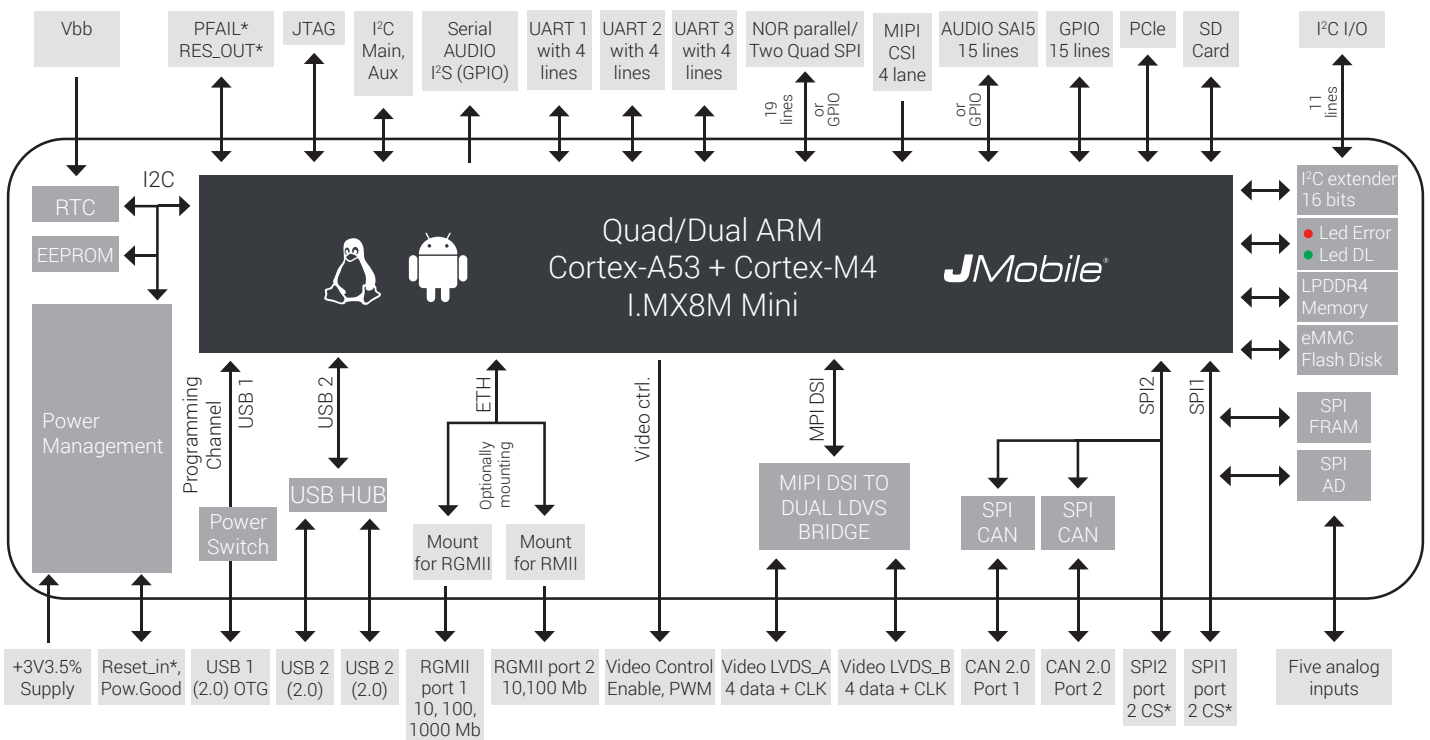 Vbb
PFAIL*
RES_OUT*
JTAG
I²C
Main,
Aux
Serial
AUDIO
I²S (GPIO)
UART 1
with 4
lines
UART 2
with 4
lines
UART 3
with 4
lines
NOR parallel/
Two Quad SPI
MIPI
CSI
4 lane
AUDIO SAI5
15 lines
GPIO
15 lines
PCIe
SD
Card
I²C I/O
19
lines
or
GPIO
or
GPIO
11
lines
I2C
RTC
EEPROM
Power
Management
Quad/Dual ARM
Cortex-A53 + Cortex-M4
I.MX8M Mini
JMobile®
I²C extender
16 bits
Led Error
Led DL
LPDDR4
Memory
eMMC
Flash Disk
SPI
FRAM
SPI
AD
Programming
Channel
USB 1
USB 2
ETH
Optionally
mounting
Video ctrl.
MPI DSI
SPI2
SPI1
Power
Switch
USB HUB
Mount
for RGMII
Mount
for RMII
MIPI DSI TO
DUAL LDVS
BRIDGE
SPI
CAN
SPI
CAN
+3V3.5%
Supply
Reset_in*,
Pow.Good
USB 1
(2.0) OTG
USB 2
(2.0)
USB 2
(2.0)
RGMII
port 1
10, 100,
1000 Mb
RGMII port 2
10,100 Mb
Video Control
Enable, PWM
Video LVDS_A
4 data + CLK
Video LVDS_B
4 data + CLK
CAN 2.0
Port 1
CAN 2.0
Port 2
SPI2
port
2 CS*
SPI1
port
2 CS*
Five analog
inputs